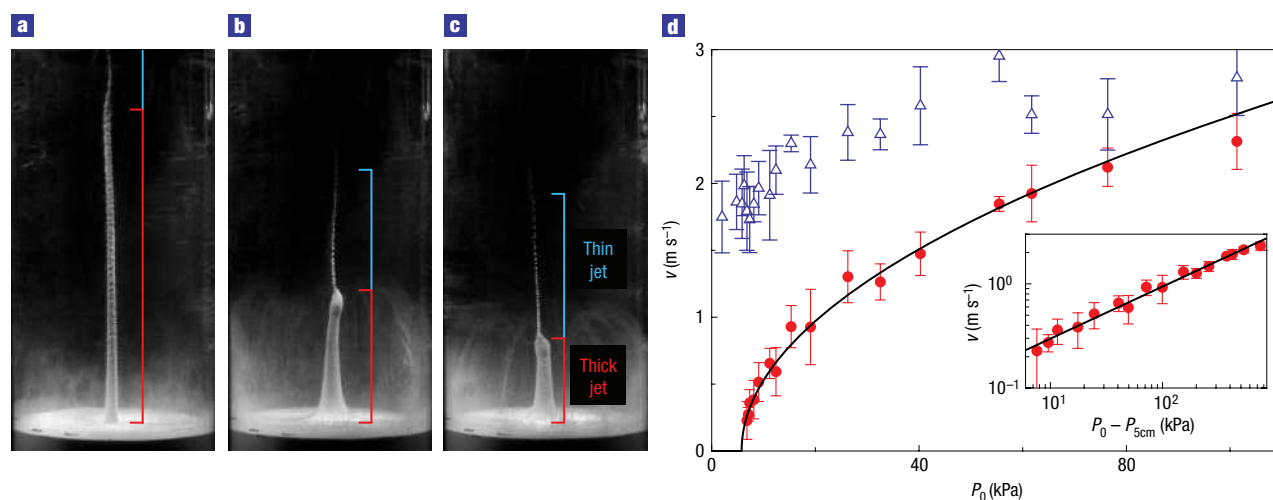 a
b
c
d
Thin
jet
Thick
jet
3
2
1
0
v (m s⁻¹)
0
40
80
P₀ (kPa)
10⁰
10⁻¹
v (m s⁻¹)
10¹
10²
P₀ – P₅cm (kPa)